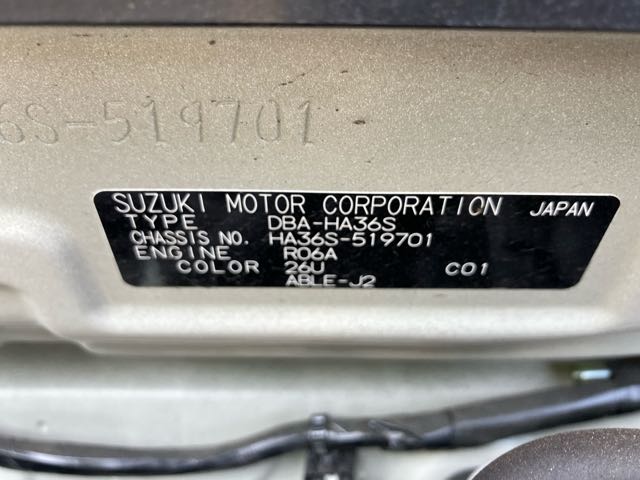 6S-519701
SUZUKI MOTOR CORPORATION JAPAN
TYPE DBA-HA36S
CHASSIS NO. HA36S-519701
ENGINE R06A
COLOR 26U C01
ABLE-J2